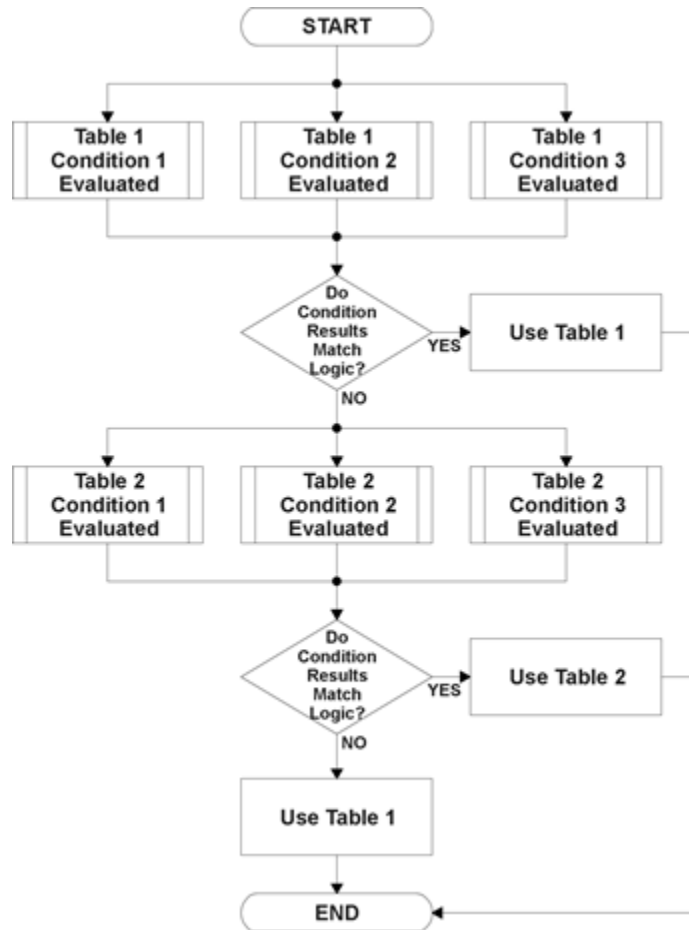 START
Table 1
Condition 1
Evaluated
Table 1
Condition 2
Evaluated
Table 1
Condition 3
Evaluated
Do
Condition
Results
Match
Logic?
YES
Use Table 1
NO
Table 2
Condition 1
Evaluated
Table 2
Condition 2
Evaluated
Table 2
Condition 3
Evaluated
Do
Condition
Results
Match
Logic?
YES
Use Table 2
NO
Use Table 1
END